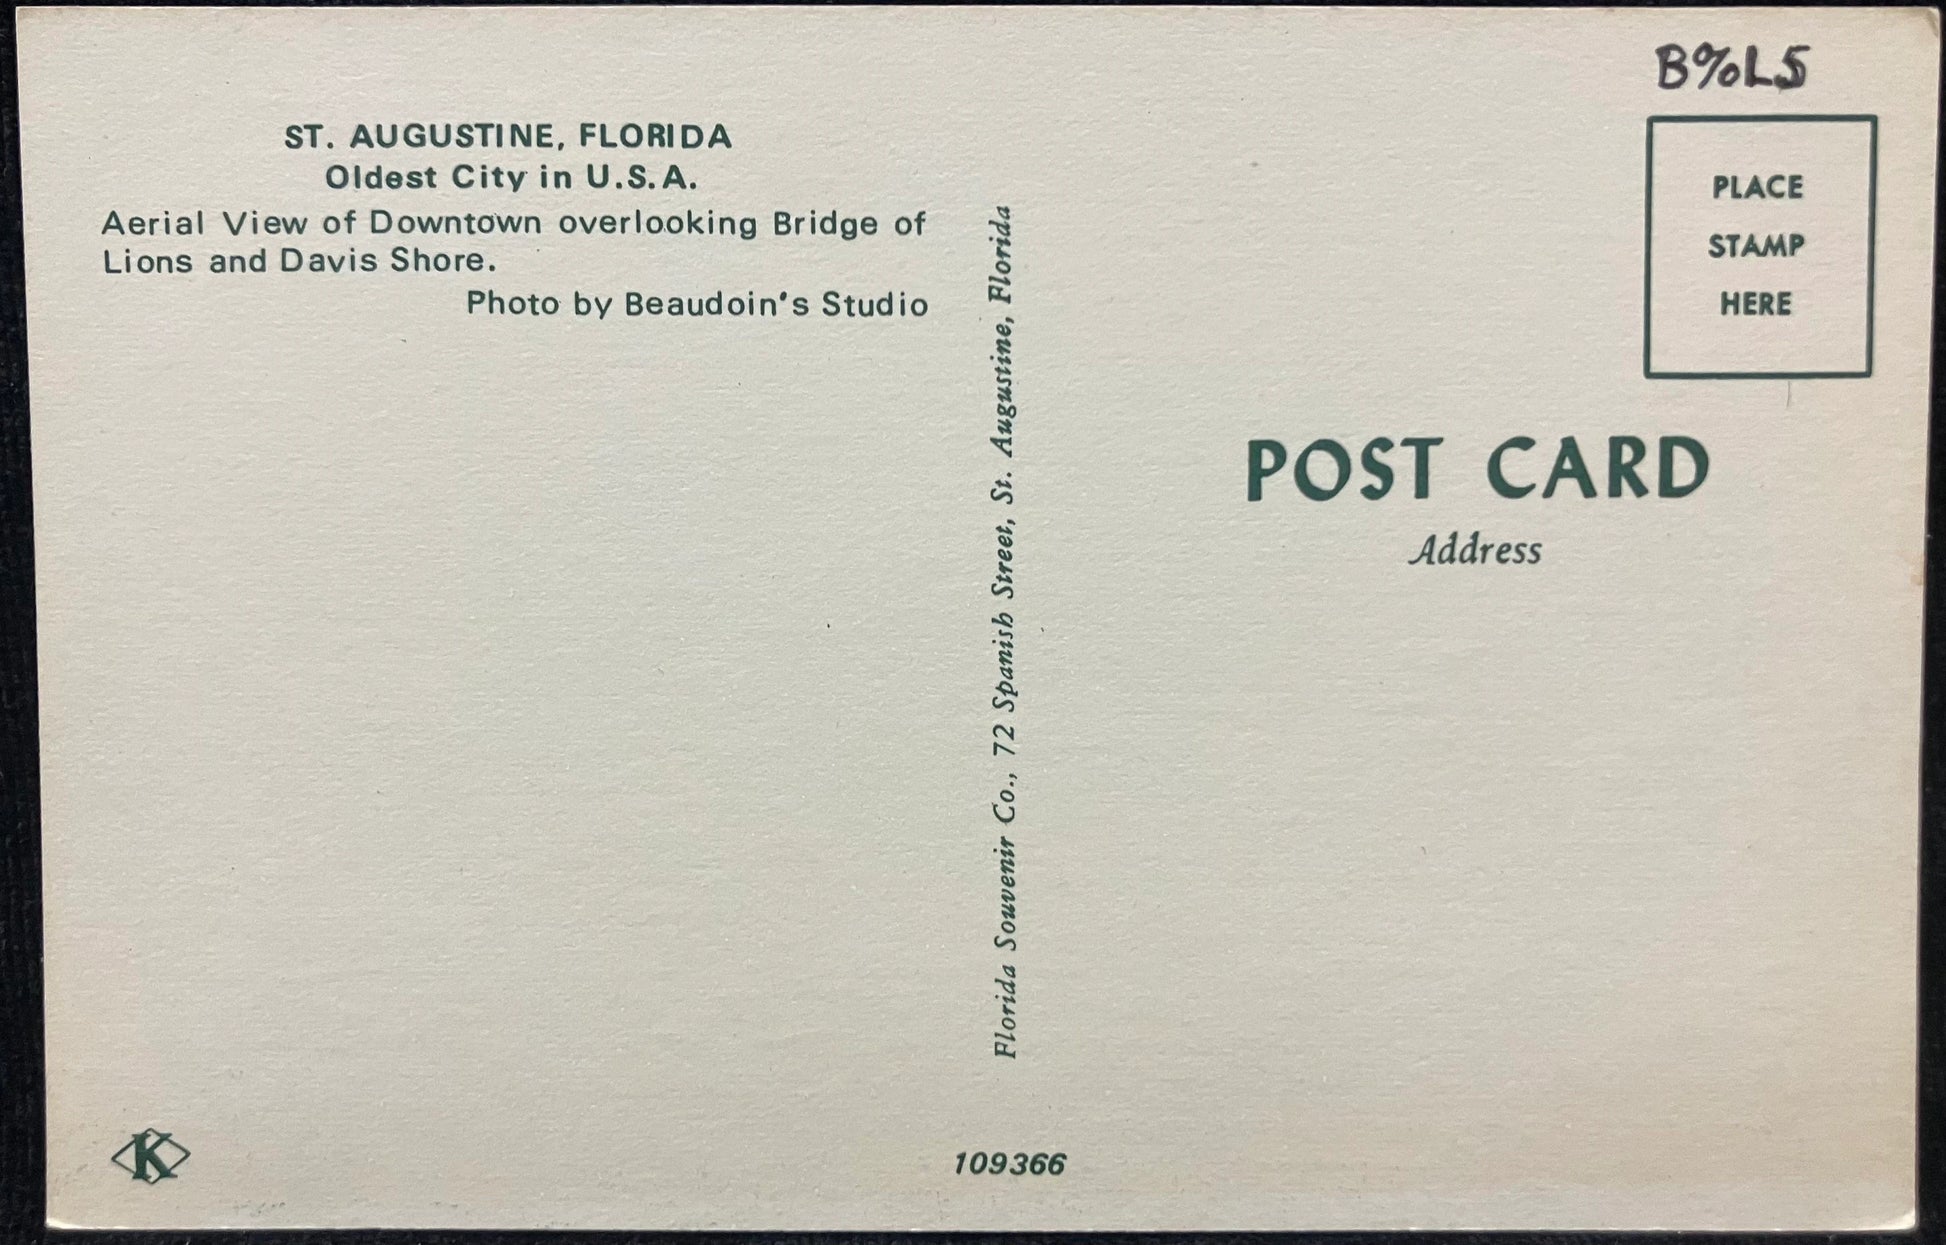 ST. AUGUSTINE, FLORIDA
Oldest City in U.S.A.
Aerial View of Downtown overlooking Bridge of
Lions and Davis Shore.
Photo by Beaudoin's Studio
Florida Souvenir Co., 72 Spanish Street, St. Augustine, Florida
B%L5
PLACE
STAMP
HERE
POST CARD
Address
K
109366